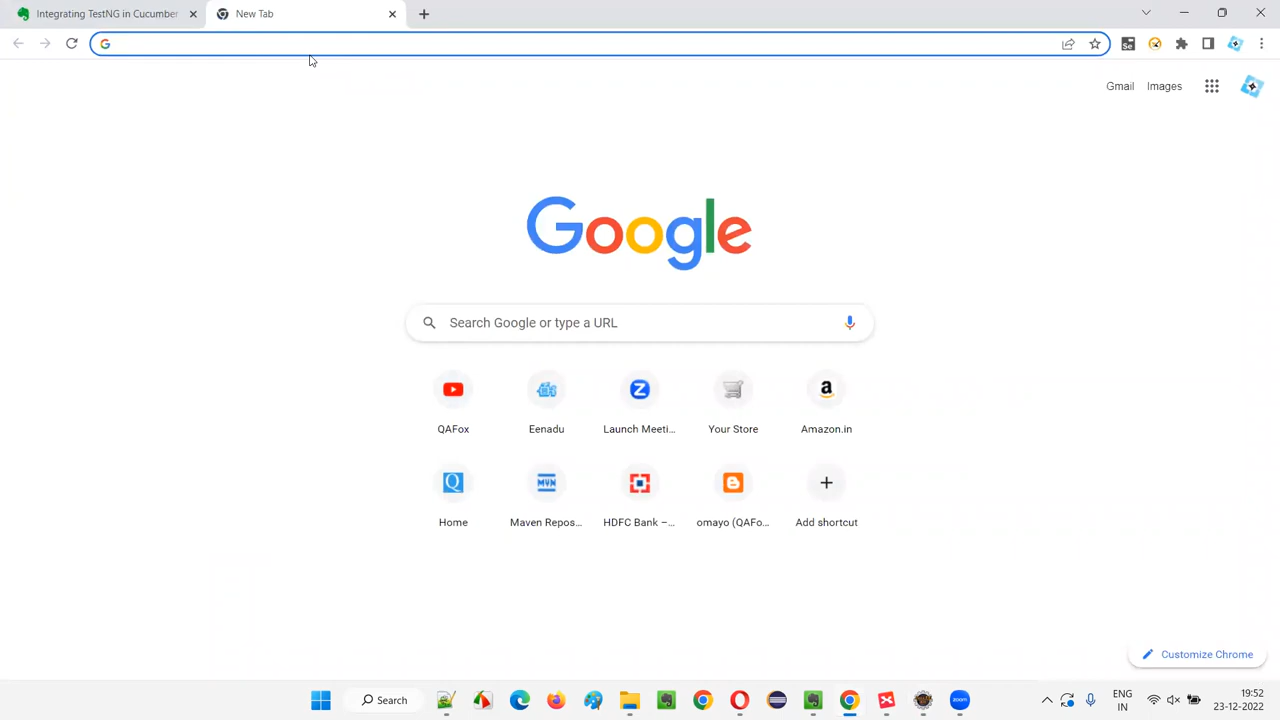 Integrating TestNG in Cucumber
New Tab
Gmail
Images
Google
Search Google or type a URL
QAFox
Eenadu
Launch Meeti...
Your Store
Amazon.in
Home
Maven Repos...
HDFC Bank –...
omayo (QAFo...
Add shortcut
Customize Chrome
Search
ENG
IN
19:52
23-12-2022